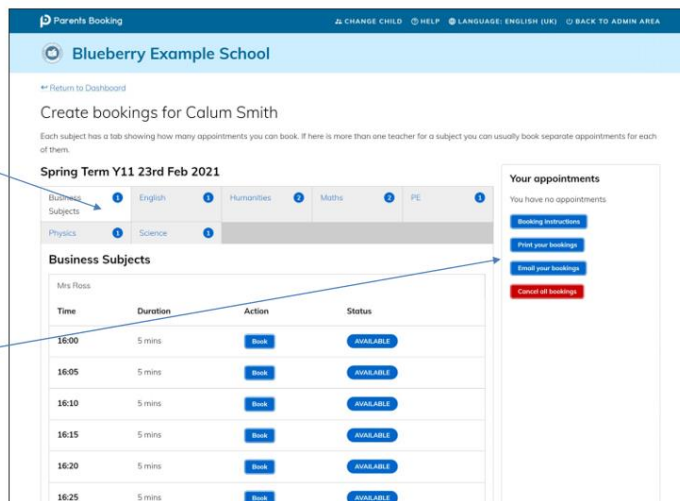 Parents Booking
CHANGE CHILD HELP LANGUAGE: ENGLISH (UK) BACK TO ADMIN AREA
Blueberry Example School
Return to Dashboard
Create bookings for Calum Smith
Each subject has a tab showing how many appointments you can book. If here is more than one teacher for a subject you can usually book separate appointments for each
of them.
Spring Term Y11 23rd Feb 2021
Business Subjects 1 English 1 Humanities 2 Maths 2 PE 1
Physics 1 Science 1
Business Subjects
Mrs Ross
Time Duration Action Status
16:00 5 mins Book AVAILABLE
16:05 5 mins Book AVAILABLE
16:10 5 mins Book AVAILABLE
16:15 5 mins Book AVAILABLE
16:20 5 mins Book AVAILABLE
16:25 5 mins Book AVAILABLE
Your appointments
You have no appointments
Booking instructions
Print your bookings
Email your bookings
Cancel all bookings